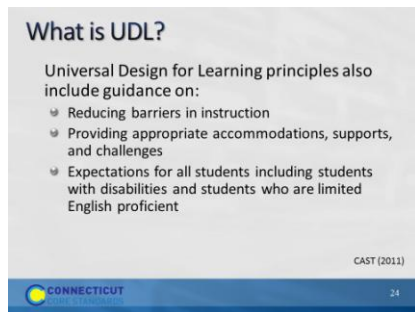 What is UDL?
Universal Design for Learning principles also
include guidance on:
Reducing barriers in instruction
Providing appropriate accommodations, supports,
and challenges
Expectations for all students including students
with disabilities and students who are limited
English proficient
CAST (2011)
CONNECTICUT
CORE STANDARDS
24